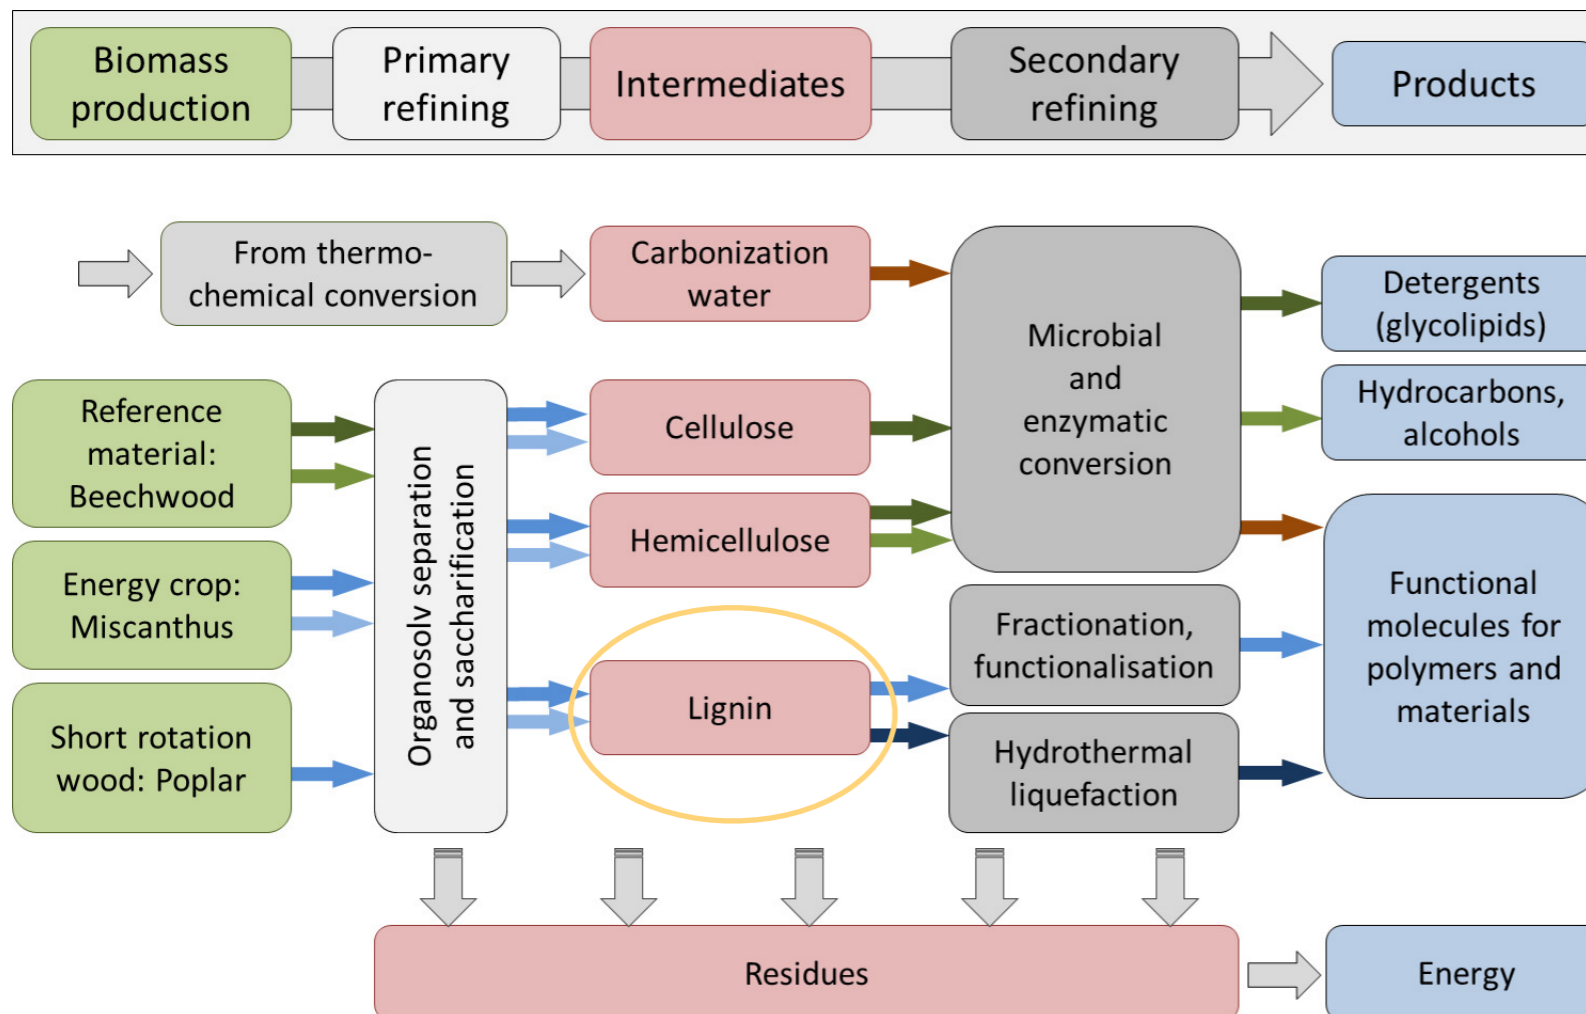 Biomass
production
Primary
refining
Intermediates
Secondary
refining
Products
From thermo-
chemical conversion
Carbonization
water
Microbial
and
enzymatic
conversion
Detergents
(glycolipids)
Reference
material:
Beechwood
Organosolv separation
and saccharification
Cellulose
Hydrocarbons,
alcohols
Hemicellulose
Energy crop:
Miscanthus
Fractionation,
functionalisation
Functional
molecules for
polymers and
materials
Short rotation
wood: Poplar
Lignin
Hydrothermal
liquefaction
Residues
Energy